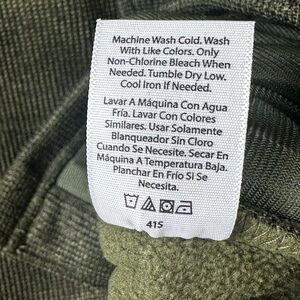 Machine Wash Cold. Wash
With Like Colors. Only
Non-Chlorine Bleach When
Needed. Tumble Dry Low.
Cool Iron If Needed.
Lavar A Máquina Con Agua
Fría. Lavar Con Colores
Similares. Usar Solamente
Blanqueador Sin Cloro
Cuando Se Necesite. Secar En
Máquina A Temperatura Baja.
Planchar En Frío Si Se
Necesita.
41S